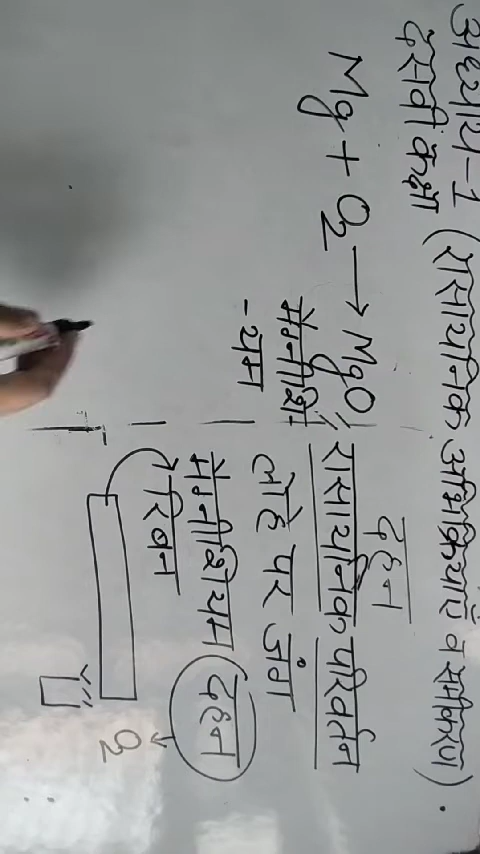 अध्याय-1 (रासायनिक अभिक्रियाएं व समीकरण).
दसवीं कक्षा
Mg + O₂ → MgO
मैग्नीशि
-यम
दहन
रासायनिक परिवर्तन
लोहे पर जंग
मैग्नीशियम दहन
रिबन
O₂